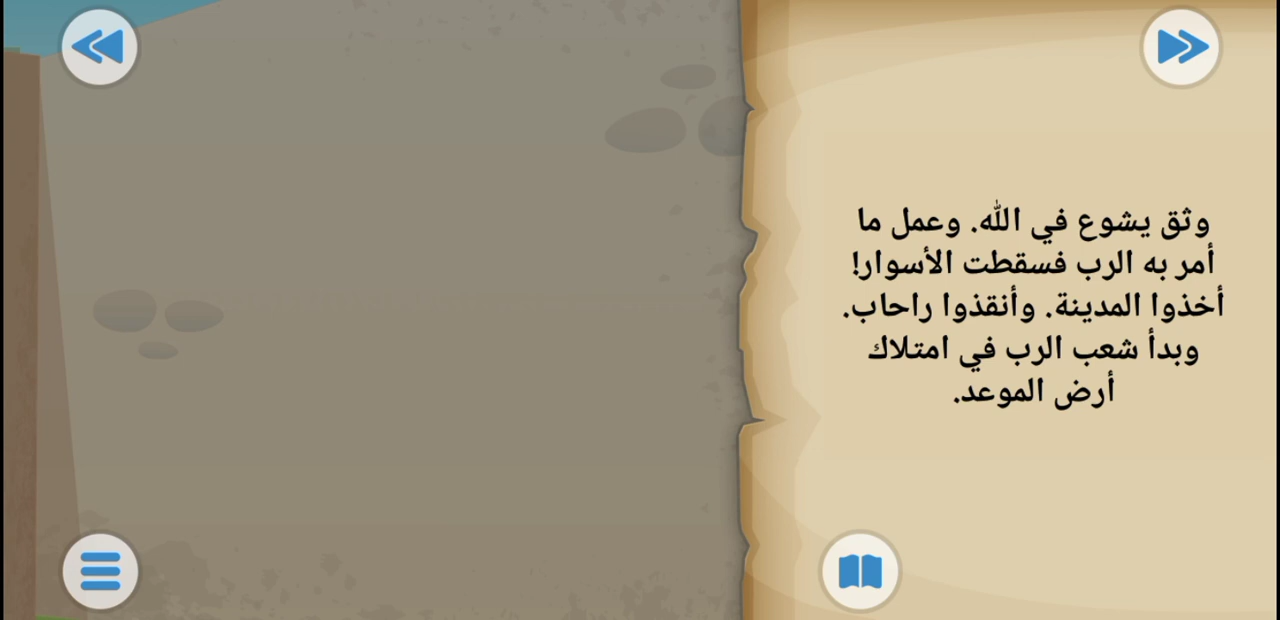 وثق يشوع في الله. وعمل ما
أمر به الرب فسقطت الأسوار!
أخذوا المدينة. وأنقذوا راحاب.
وبدأ شعب الرب في امتلاك
أرض الموعد.